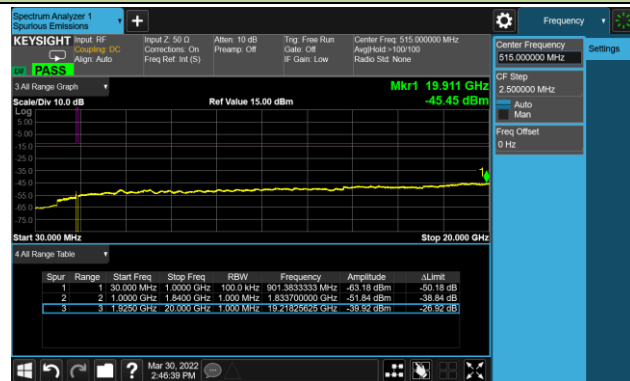 Spectrum Analyzer 1
Spurious Emissions
Frequency
KEYSIGHT
Input: RF
Coupling: DC
Align: Auto
Input Z: 50 Ω
Corrections: On
Freq Ref: Int (S)
Atten: 10 dB
Preamp: Off
Trig: Free Run
Gate: Off
IF Gain: Low
Center Freq: 515.000000 MHz
Avg|Hold:>100/100
Radio Std: None
PASS
Center Frequency
515.000000 MHz
Settings
CF Step
2.500000 MHz
Auto
Man
Freq Offset
0 Hz
3 All Range Graph
Mkr1 19.911 GHz
Scale/Div 10.0 dB
Ref Value 15.00 dBm
-45.45 dBm
Log
5.00
-5.00
-15.0
-25.0
-35.0
-45.0
-55.0
-65.0
-75.0
1
Start 30.000 MHz
Stop 20.000 GHz
4 All Range Table
Spur Range Start Freq Stop Freq RBW Frequency Amplitude ΔLimit
1 1 30.000 MHz 1.0000 GHz 100.0 kHz 901.3833333 MHz -63.18 dBm -50.18 dB
2 2 1.0000 GHz 1.8400 GHz 1.000 MHz 1.833700000 GHz -51.84 dBm -38.84 dB
3 3 1.9250 GHz 20.000 GHz 1.000 MHz 19.21825625 GHz -39.92 dBm -26.92 dB
Mar 30, 2022
2:46:39 PM